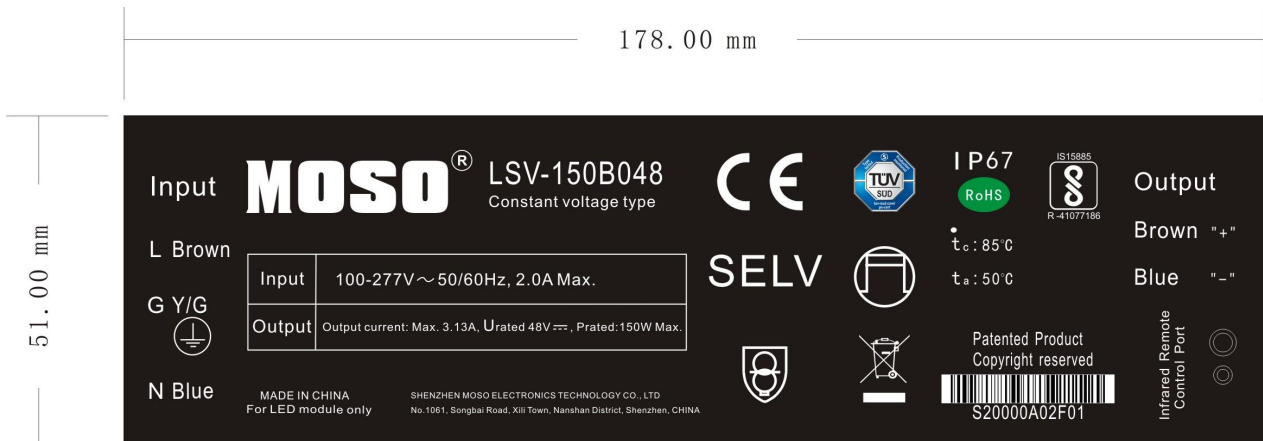 178.00 mm
51.00 mm
Input
L Brown
G Y/G
N Blue
MOSO®
LSV-150B048
Constant voltage type
Input 100-277V～50/60Hz, 2.0A Max.
Output Output current: Max. 3.13A, Urated 48V⎓, Prated:150W Max.
MADE IN CHINA
For LED module only
SHENZHEN MOSO ELECTRONICS TECHNOLOGY CO., LTD
No.1061, Songbai Road, Xili Town, Nanshan District, Shenzhen, CHINA
CE
SELV
TÜV
SÜD
IP67
RoHS
tc:85°C
ta:50°C
IS15885
R-41077186
Patented Product
Copyright reserved
S20000A02F01
Output
Brown "+"
Blue "-"
Infrared Remote
Control Port